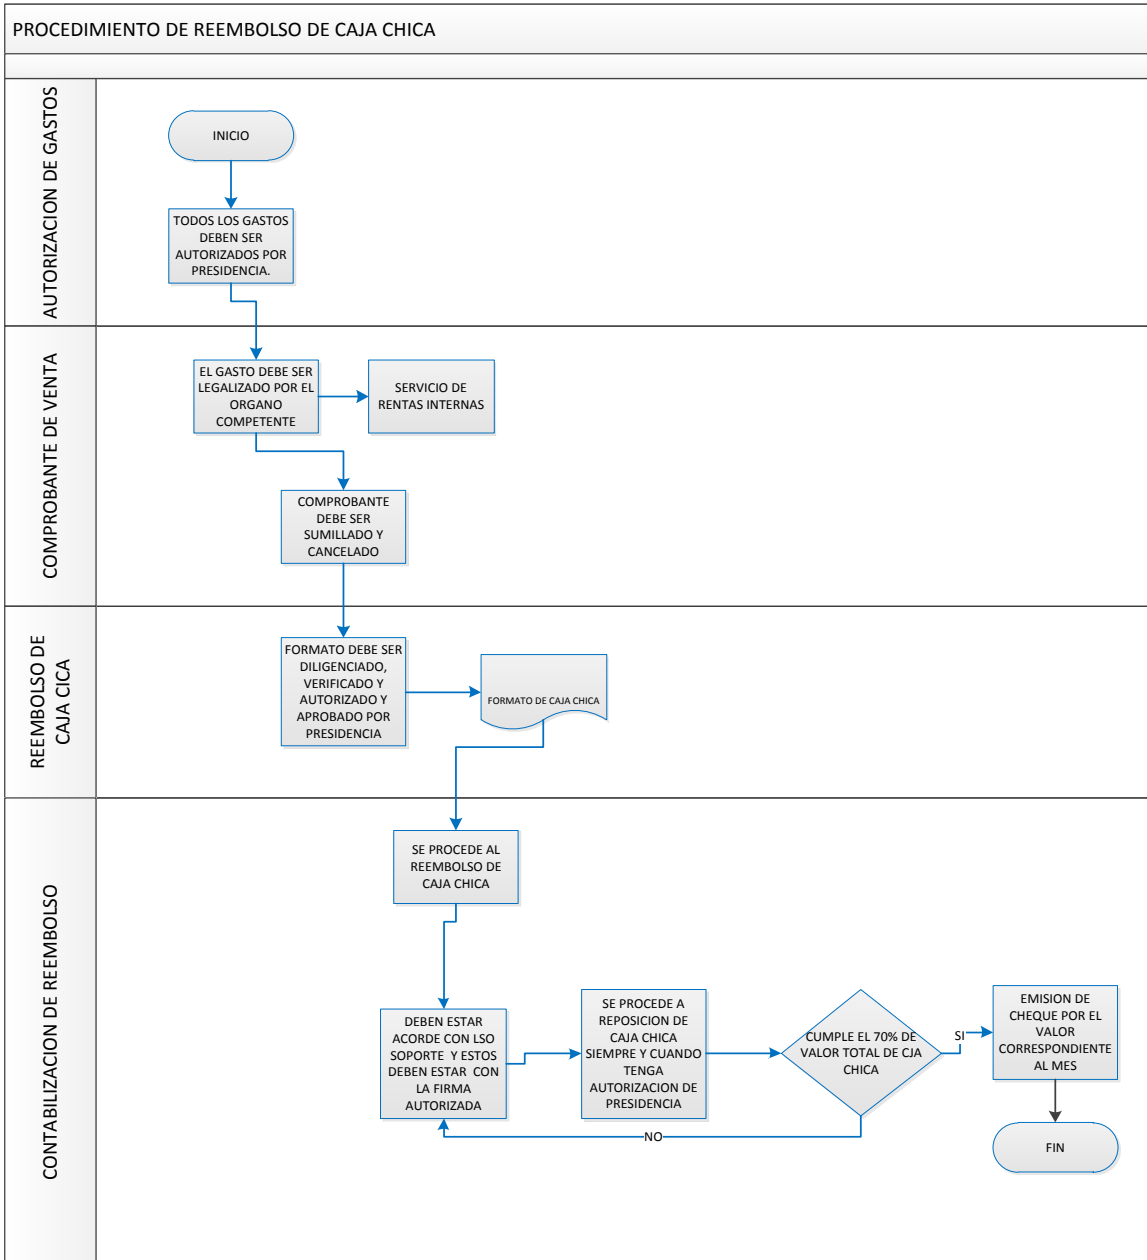 PROCEDIMIENTO DE REEMBOLSO DE CAJA CHICA
AUTORIZACION DE GASTOS
INICIO
TODOS LOS GASTOS
DEBEN SER
AUTORIZADOS POR
PRESIDENCIA.
COMPROBANTE DE VENTA
EL GASTO DEBE SER
LEGALIZADO POR EL
ORGANO
COMPETENTE
SERVICIO DE
RENTAS INTERNAS
COMPROBANTE
DEBE SER
SUMILLADO Y
CANCELADO
REEMBOLSO DE
CAJA CICA
FORMATO DEBE SER
DILIGENCIADO,
VERIFICADO Y
AUTORIZADO Y
APROBADO POR
PRESIDENCIA
FORMATO DE CAJA CHICA
CONTABILIZACION DE REEMBOLSO
SE PROCEDE AL
REEMBOLSO DE
CAJA CHICA
DEBEN ESTAR
ACORDE CON LSO
SOPORTE Y ESTOS
DEBEN ESTAR CON
LA FIRMA
AUTORIZADA
SE PROCEDE A
REPOSICION DE
CAJA CHICA
SIEMPRE Y CUANDO
TENGA
AUTORIZACION DE
PRESIDENCIA
CUMPLE EL 70% DE
VALOR TOTAL DE CJA
CHICA
SI
EMISION DE
CHEQUE POR EL
VALOR
CORRESPONDIENTE
AL MES
NO
FIN